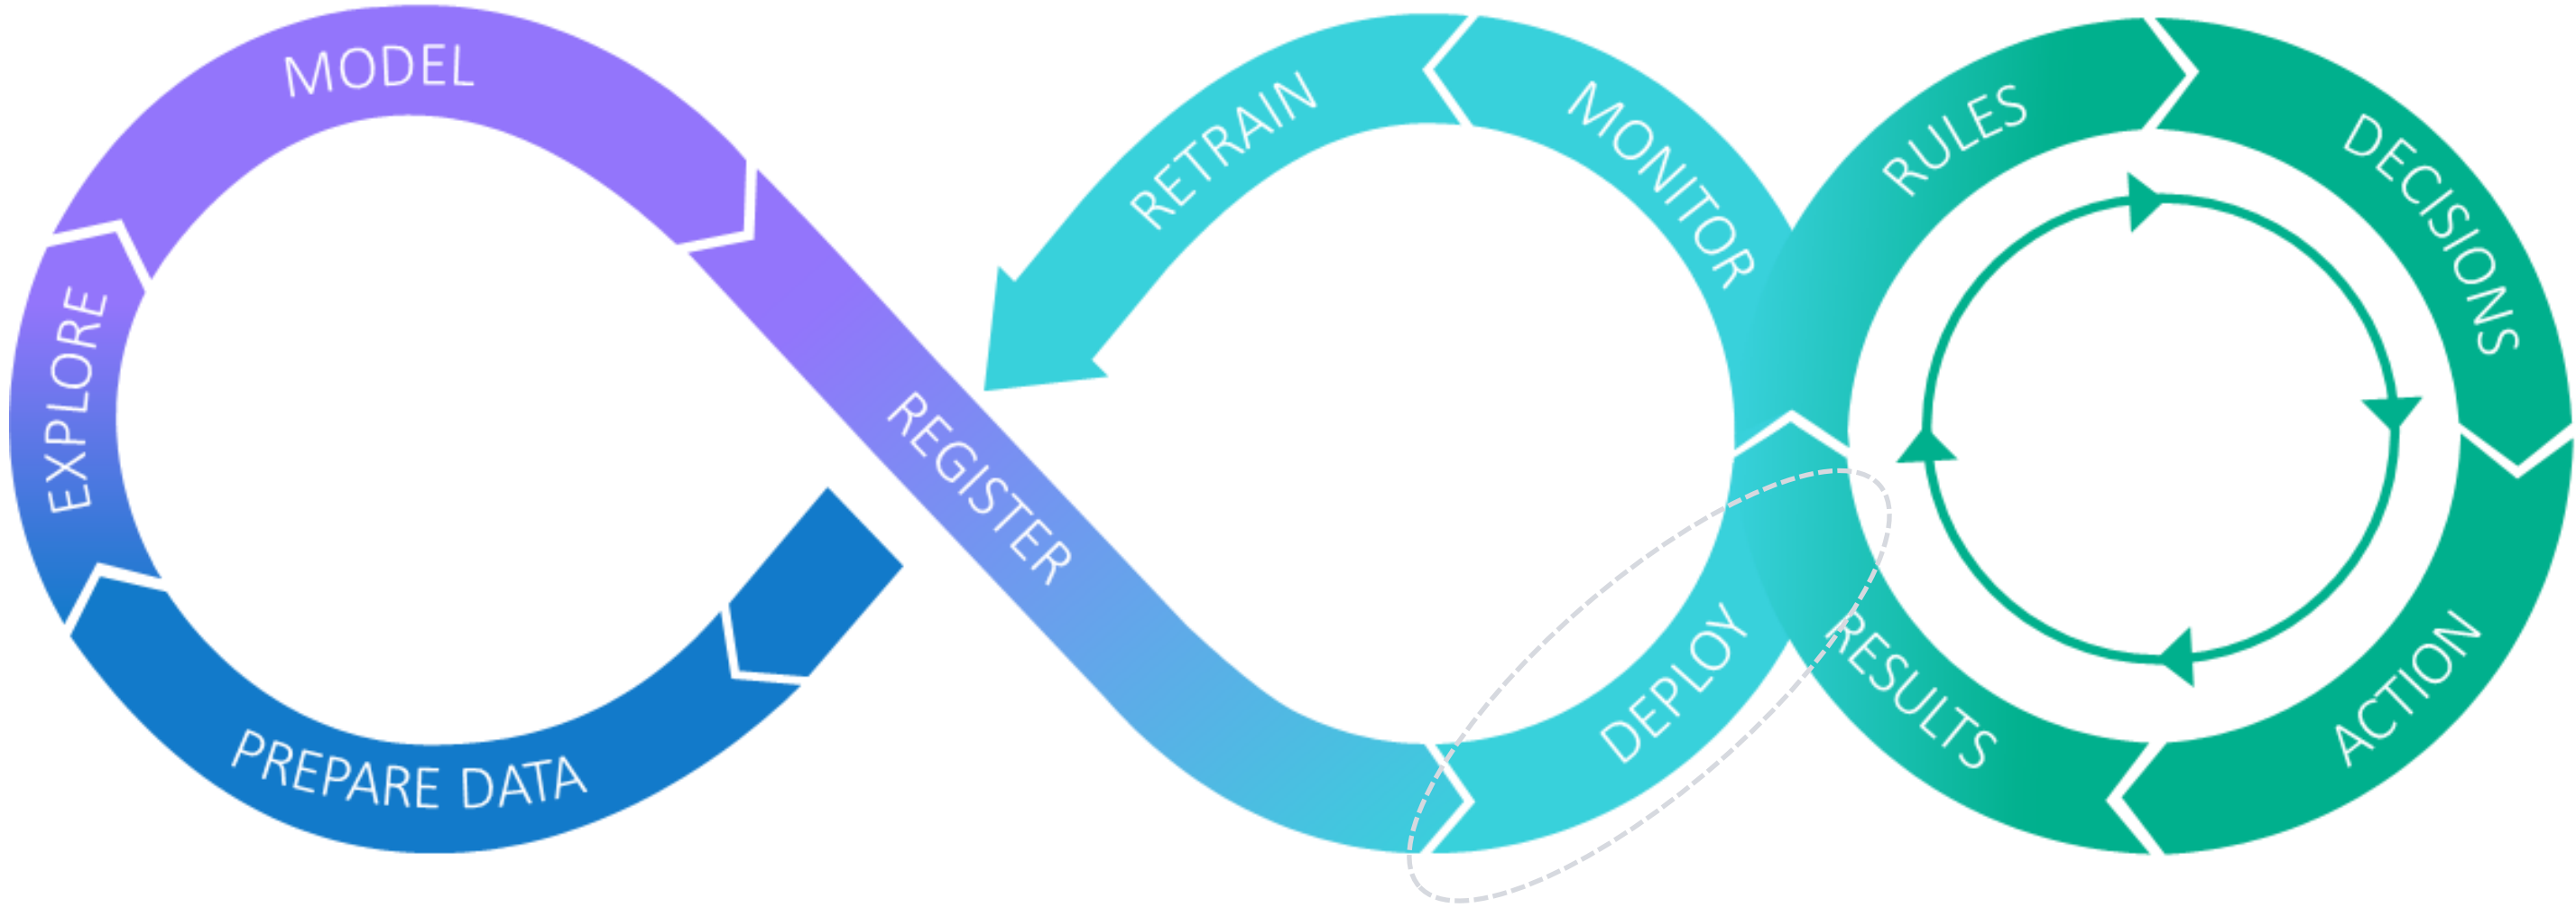 MODEL
EXPLORE
PREPARE DATA
REGISTER
RETRAIN
MONITOR
DEPLOY
RULES
DECISIONS
ACTION
RESULTS